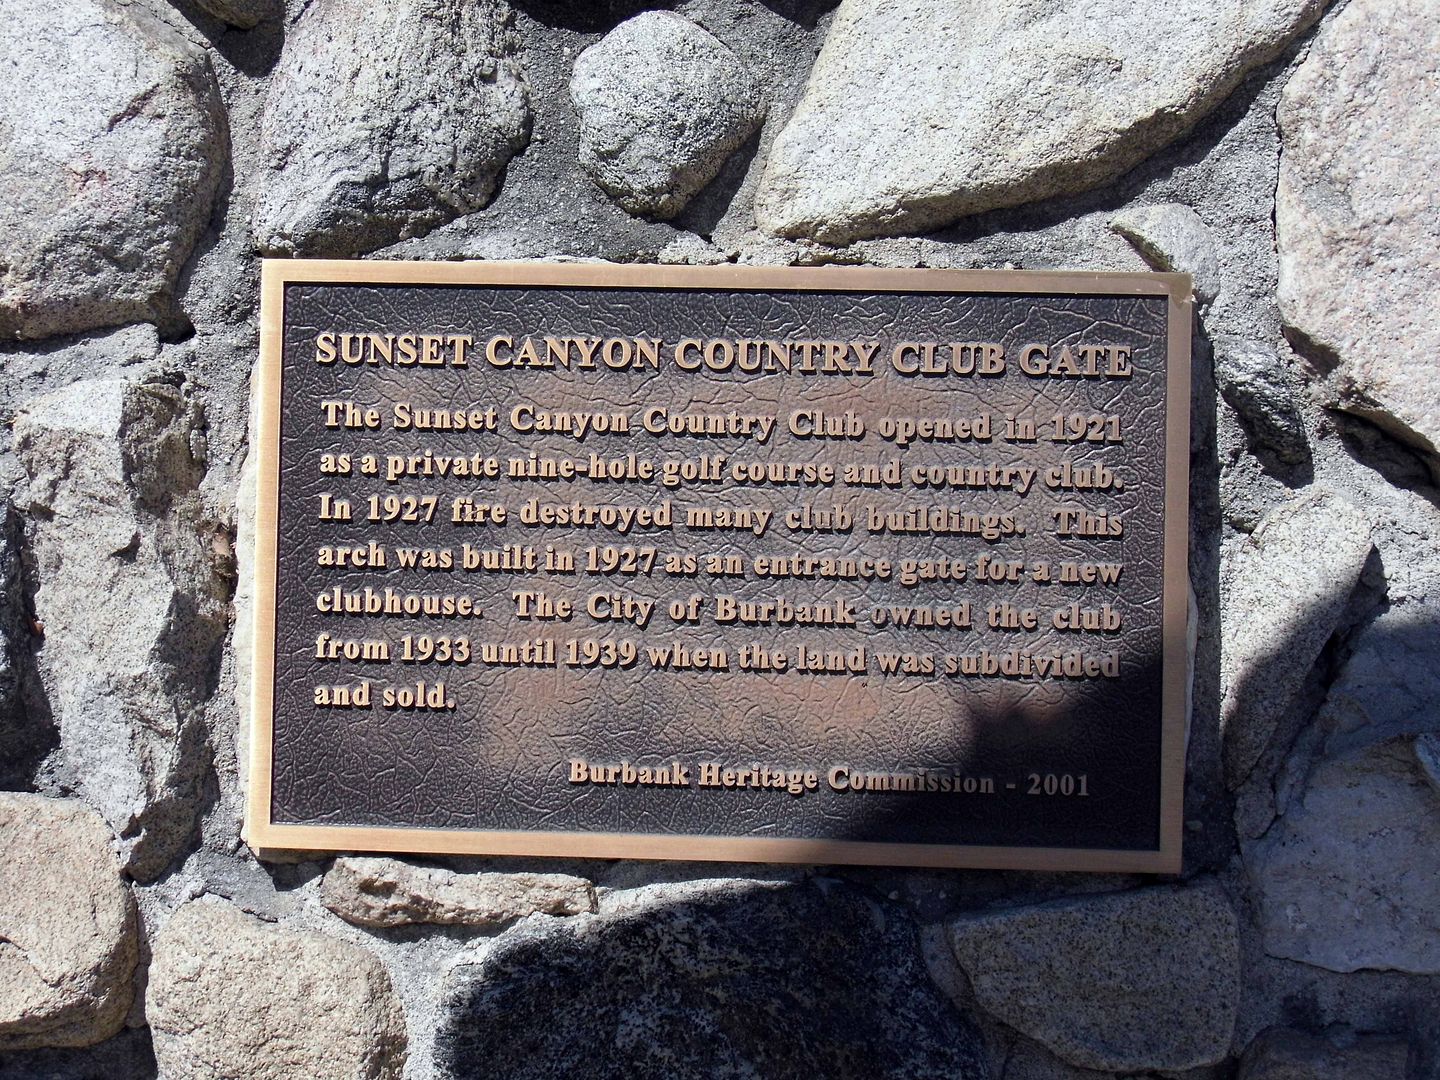 SUNSET CANYON COUNTRY CLUB GATE
The Sunset Canyon Country Club opened in 1921
as a private nine-hole golf course and country club.
In 1927 fire destroyed many club buildings. This
arch was built in 1927 as an entrance gate for a new
clubhouse. The City of Burbank owned the club
from 1933 until 1939 when the land was subdivided
and sold.
Burbank Heritage Commission - 2001